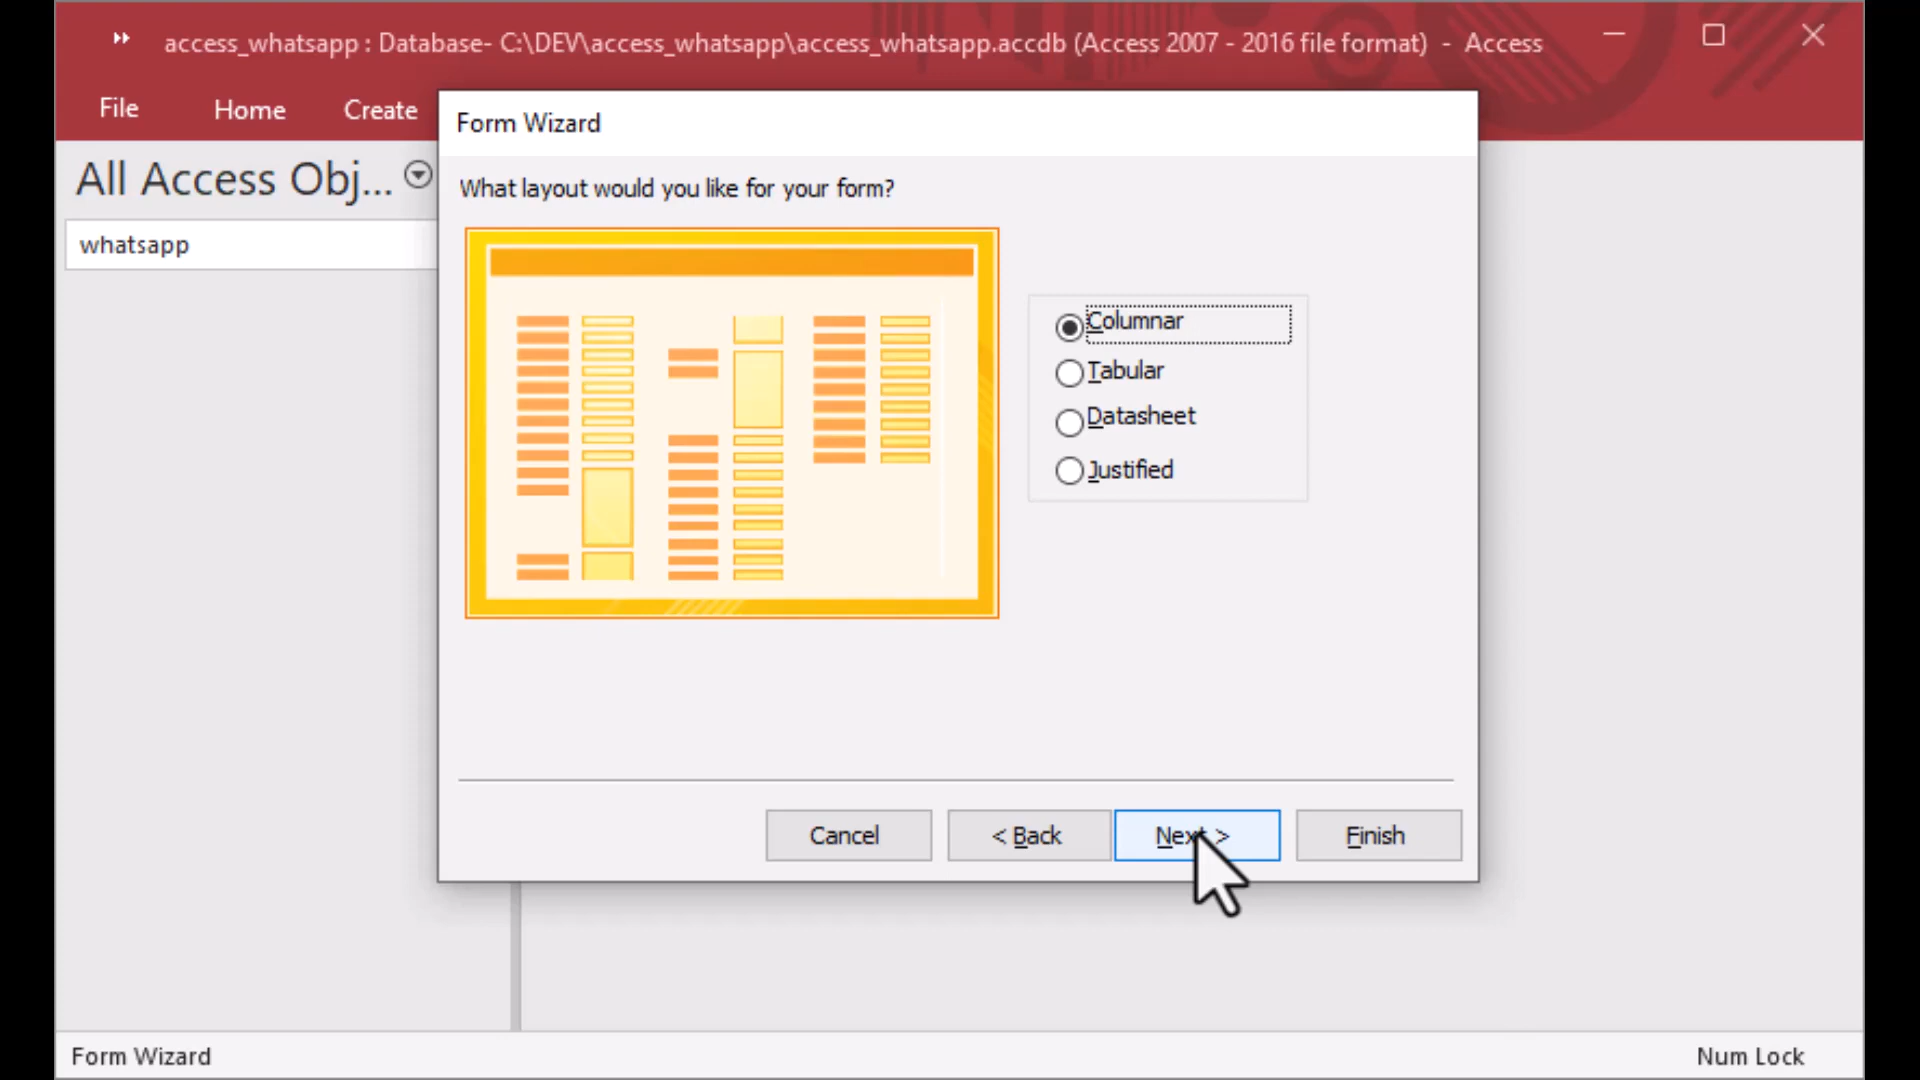 access_whatsapp : Database- C:\DEV\access_whatsapp\access_whatsapp.accdb (Access 2007 - 2016 file format) - Access
File Home Create
Form Wizard
All Access Obj...
What layout would you like for your form?
whatsapp
Columnar
Tabular
Datasheet
Justified
Cancel < Back Next > Finish
Form Wizard Num Lock